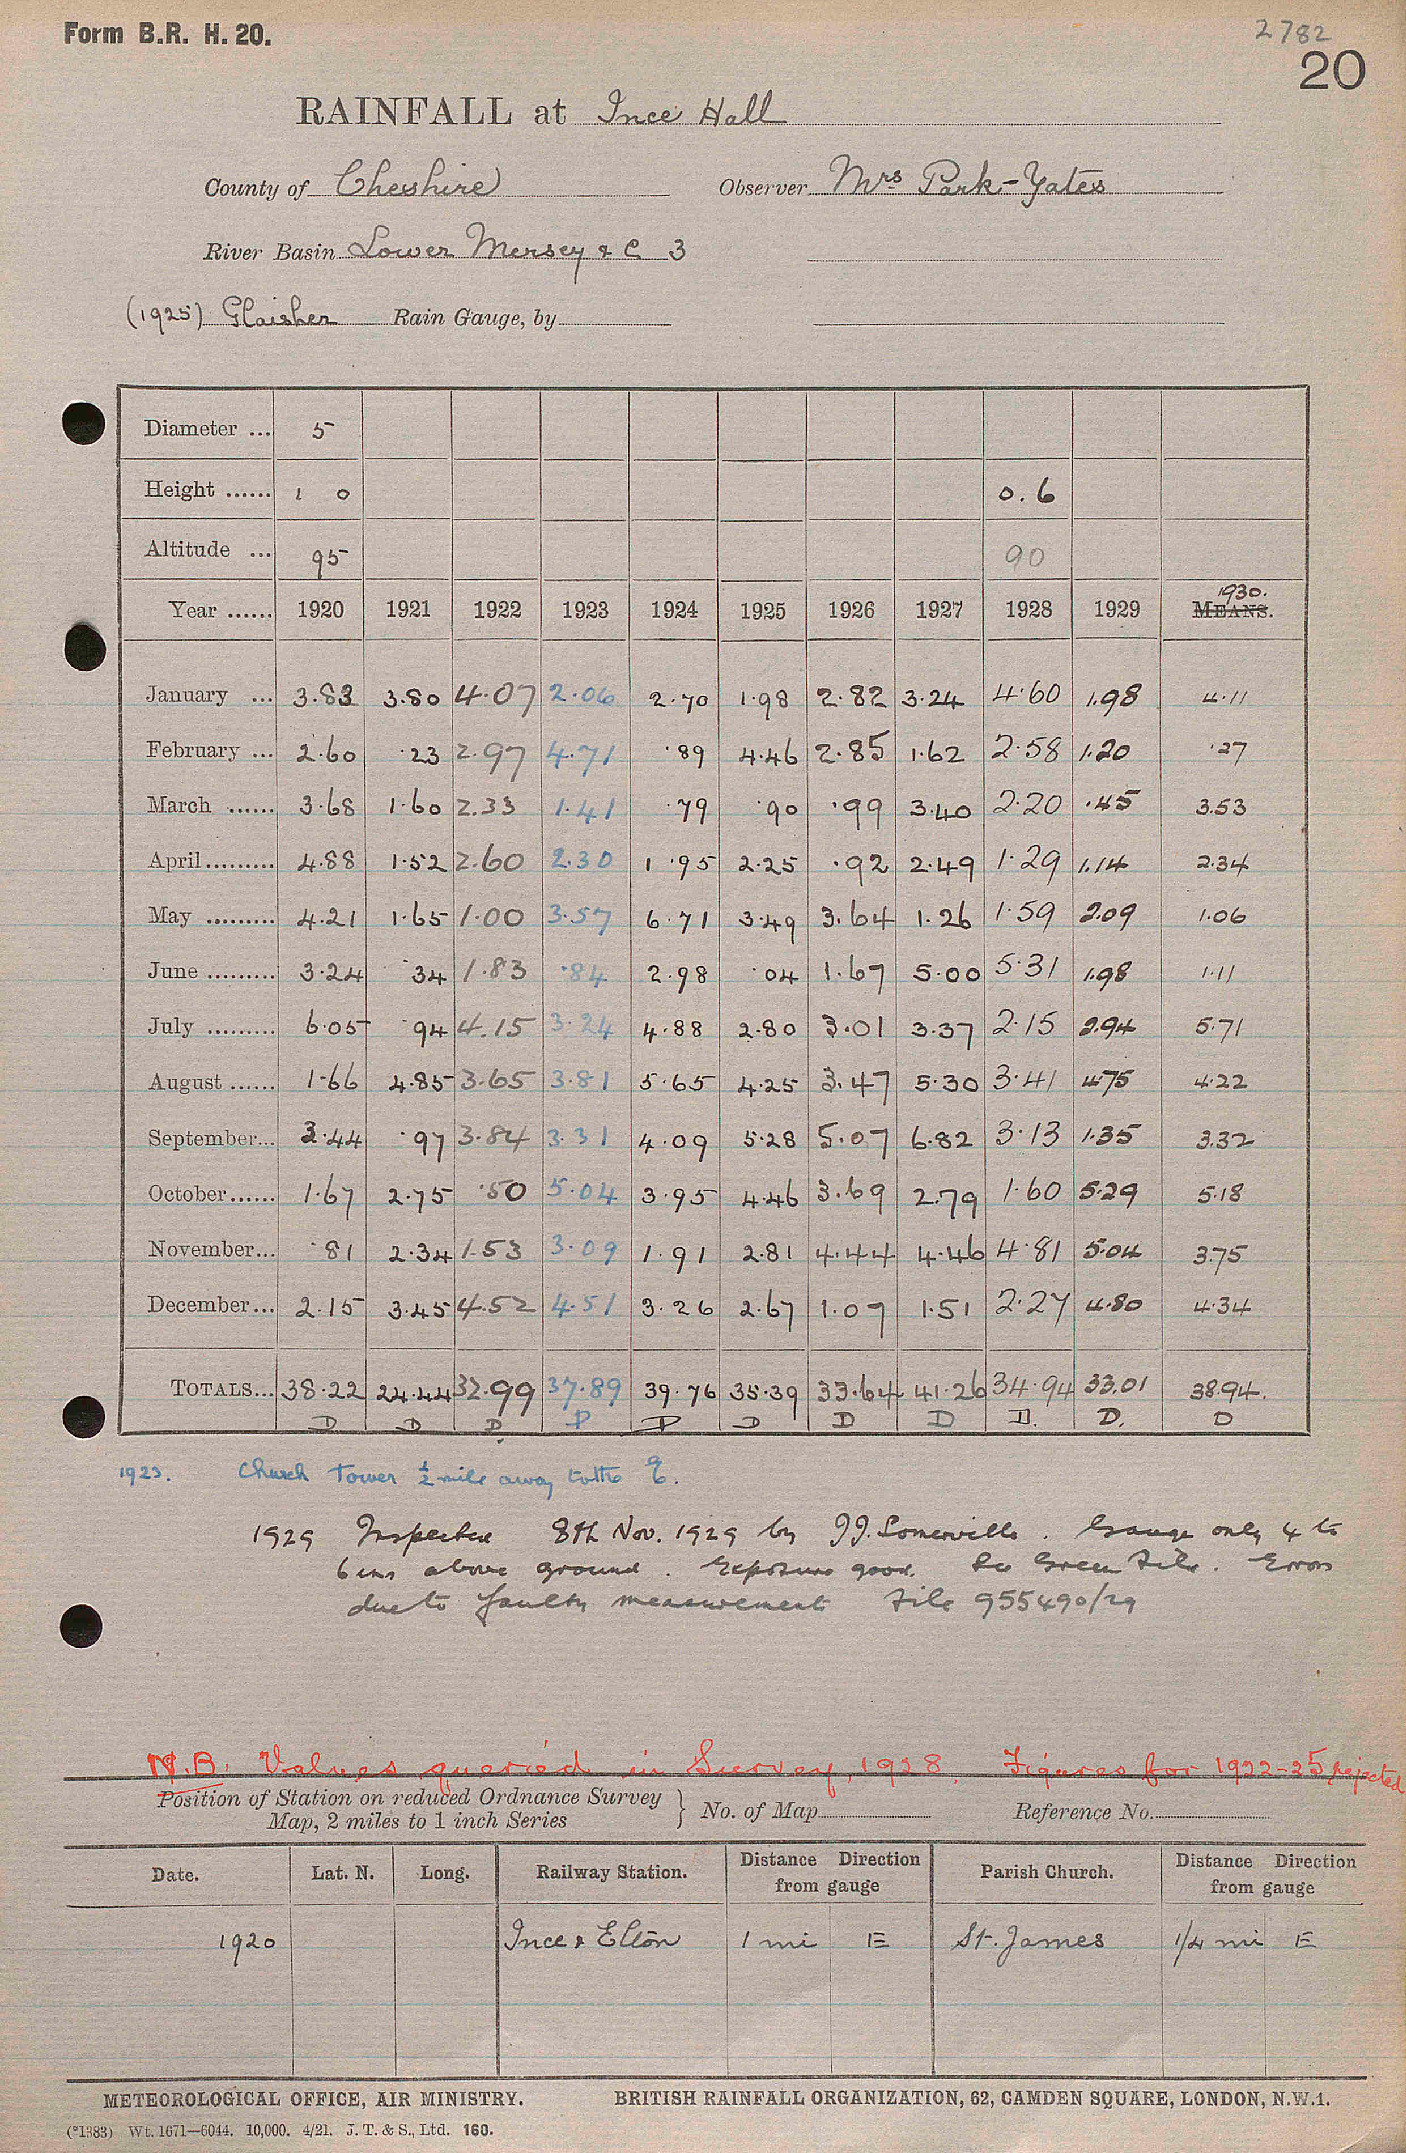 Form B.R. H. 20.
2782
20
RAINFALL at Ince Hall
County of Cheshire Observer Mrs Park-Yates
River Basin Lower Mersey & C 3
(1925) Glaisher Rain Gauge, by
Diameter ... 5
Height ...... 1 0 0.6
Altitude ... 95 90
Year ...... 1920 1921 1922 1923 1924 1925 1926 1927 1928 1929 MEANS. 1930.
January ... 3.83 3.80 4.07 2.06 2.70 1.98 2.82 3.24 4.60 1.98 4.11
February ... 2.60 .23 2.97 4.71 .89 4.46 2.85 1.62 2.58 1.20 .27
March ...... 3.68 1.60 2.33 1.41 .79 .90 .99 3.40 2.20 .45 3.53
April ......... 4.88 1.52 2.60 2.30 1.95 2.25 .92 2.49 1.29 1.14 2.34
May ......... 4.21 1.65 1.00 3.57 6.71 3.49 3.64 1.26 1.59 2.09 1.06
June ......... 3.24 .34 1.83 .84 2.98 .04 1.67 5.00 5.31 1.98 1.11
July ......... 6.05 .94 4.15 3.24 4.88 2.80 3.01 3.37 2.15 2.94 5.71
August ...... 1.66 4.85 3.65 3.81 5.65 4.25 3.47 5.30 3.41 4.75 4.22
September... 3.44 .97 3.84 3.31 4.09 5.28 5.07 6.82 3.13 1.35 3.32
October...... 1.67 2.75 .50 5.04 3.95 4.46 3.69 2.79 1.60 5.29 5.18
November... .81 2.34 1.53 3.09 1.91 2.81 4.44 4.46 4.81 5.04 3.75
December... 2.15 3.45 4.52 4.51 3.26 2.67 1.07 1.51 2.27 4.80 4.34
TOTALS... 38.22 24.44 32.99 37.89 39.76 35.39 33.64 41.26 34.94 33.01 38.94.
D D D. P P D D D D. D. D
1923. Church Tower ½ mile away to the E.
1929 Inspected 8th Nov. 1929 by J.J. Somerville. Gauge only 4 to
6 ins above ground. Exposure good. See Green File. Errors
due to faulty measurement File 955490/29
N.B. Values queried in Survey, 1928. Figures for 1922-25 rejected
Position of Station on reduced Ordnance Survey
Map, 2 miles to 1 inch Series } No. of Map Reference No.
Date. Lat. N. Long. Railway Station. Distance Direction from gauge Parish Church. Distance Direction from gauge
1920 Ince & Elton 1 mi E St. James 1/4 mi E
METEOROLOGICAL OFFICE, AIR MINISTRY. BRITISH RAINFALL ORGANIZATION, 62, CAMDEN SQUARE, LONDON, N.W.1.
(*1383) Wt. 1671—6044. 10,000. 4/21. J. T. & S., Ltd. 160.